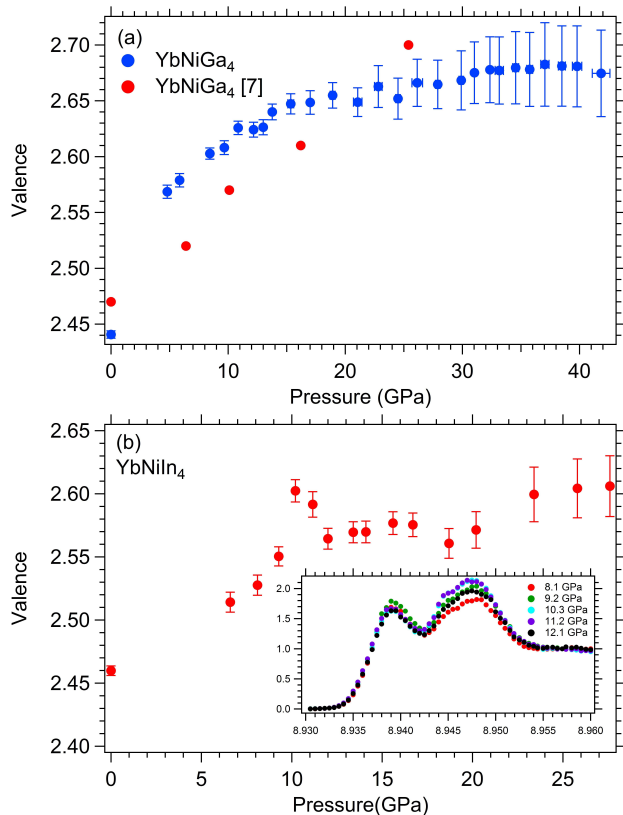 (a)
YbNiGa4
YbNiGa4 [7]
2.70
2.65
2.60
2.55
2.50
2.45
Valence
0
10
20
30
40
Pressure (GPa)
(b)
YbNiIn4
2.65
2.60
2.55
2.50
2.45
2.40
Valence
8.1 GPa
9.2 GPa
10.3 GPa
11.2 GPa
12.1 GPa
2.0
1.5
1.0
0.5
0.0
8.930
8.935
8.940
8.945
8.950
8.955
8.960
0
5
10
15
20
25
Pressure(GPa)